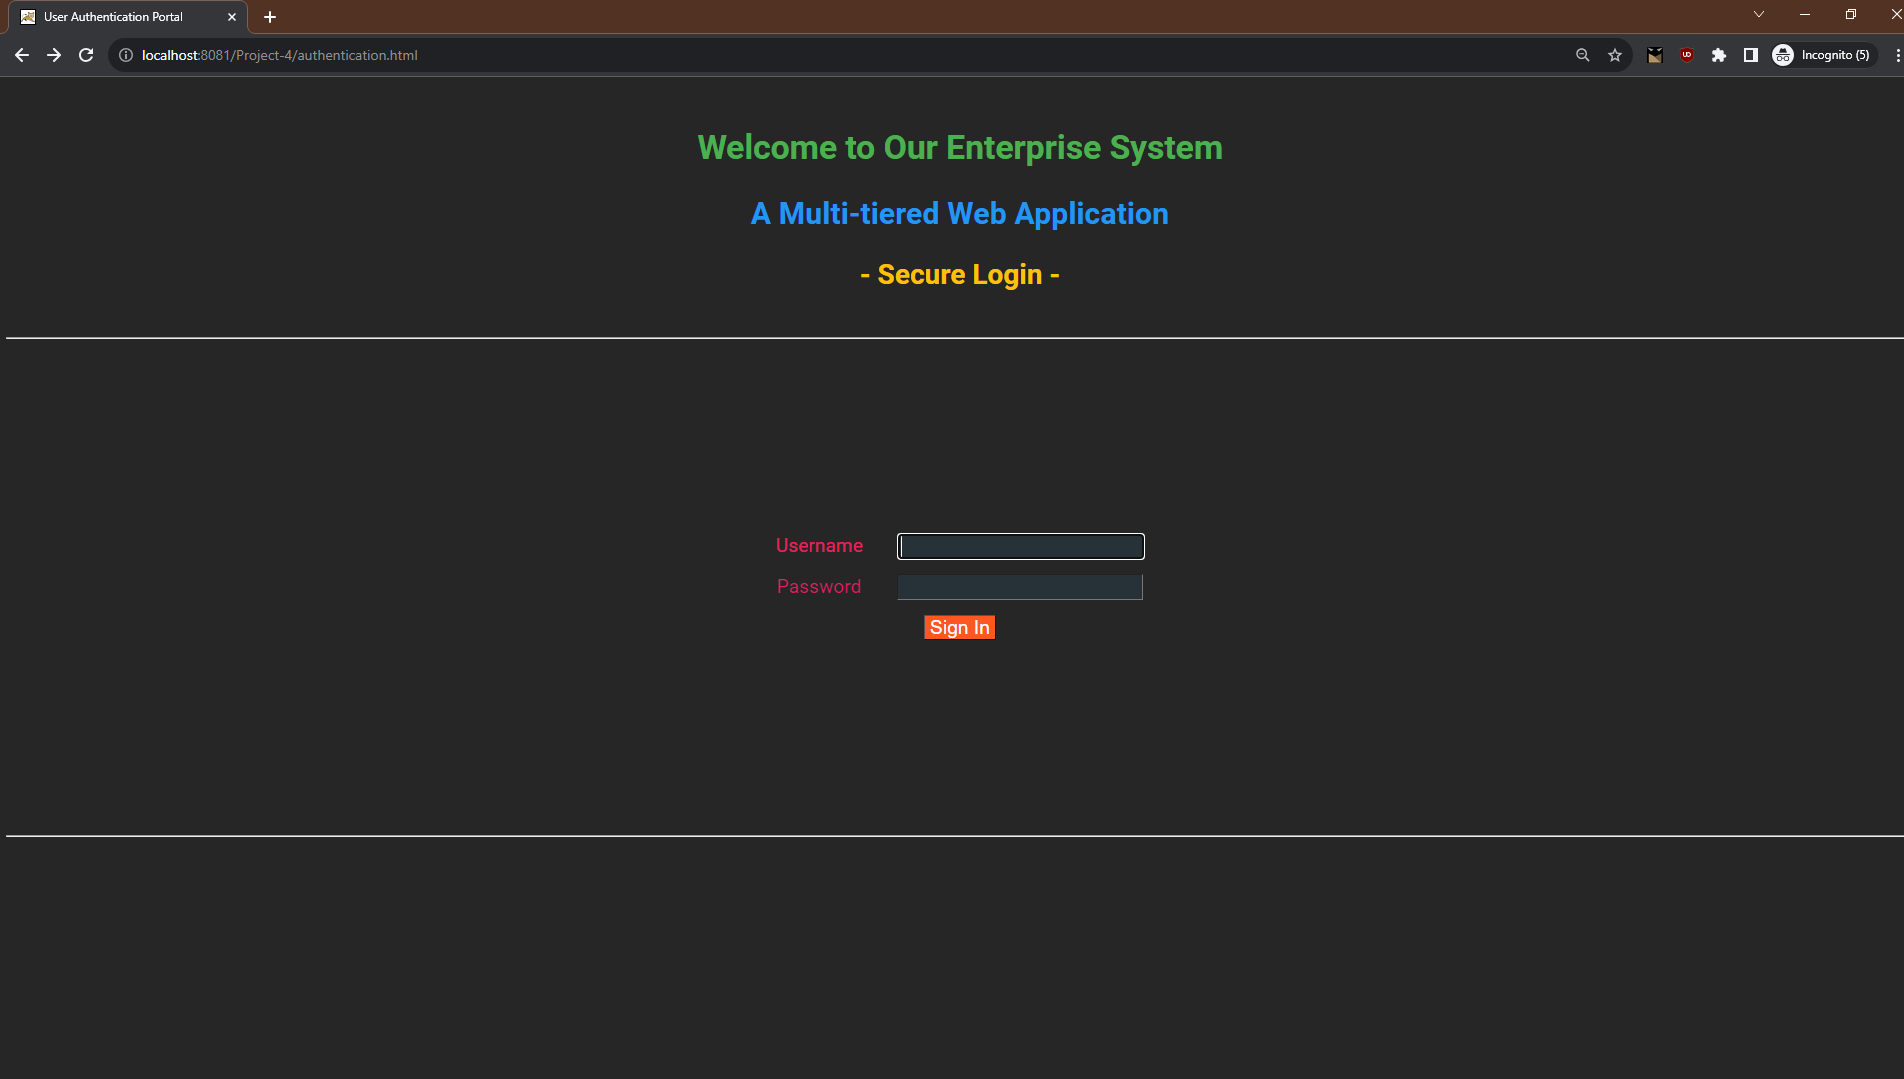 User Authentication Portal
localhost:8081/Project-4/authentication.html
Incognito (5)
Welcome to Our Enterprise System
A Multi-tiered Web Application
- Secure Login -
Username
Password
Sign In